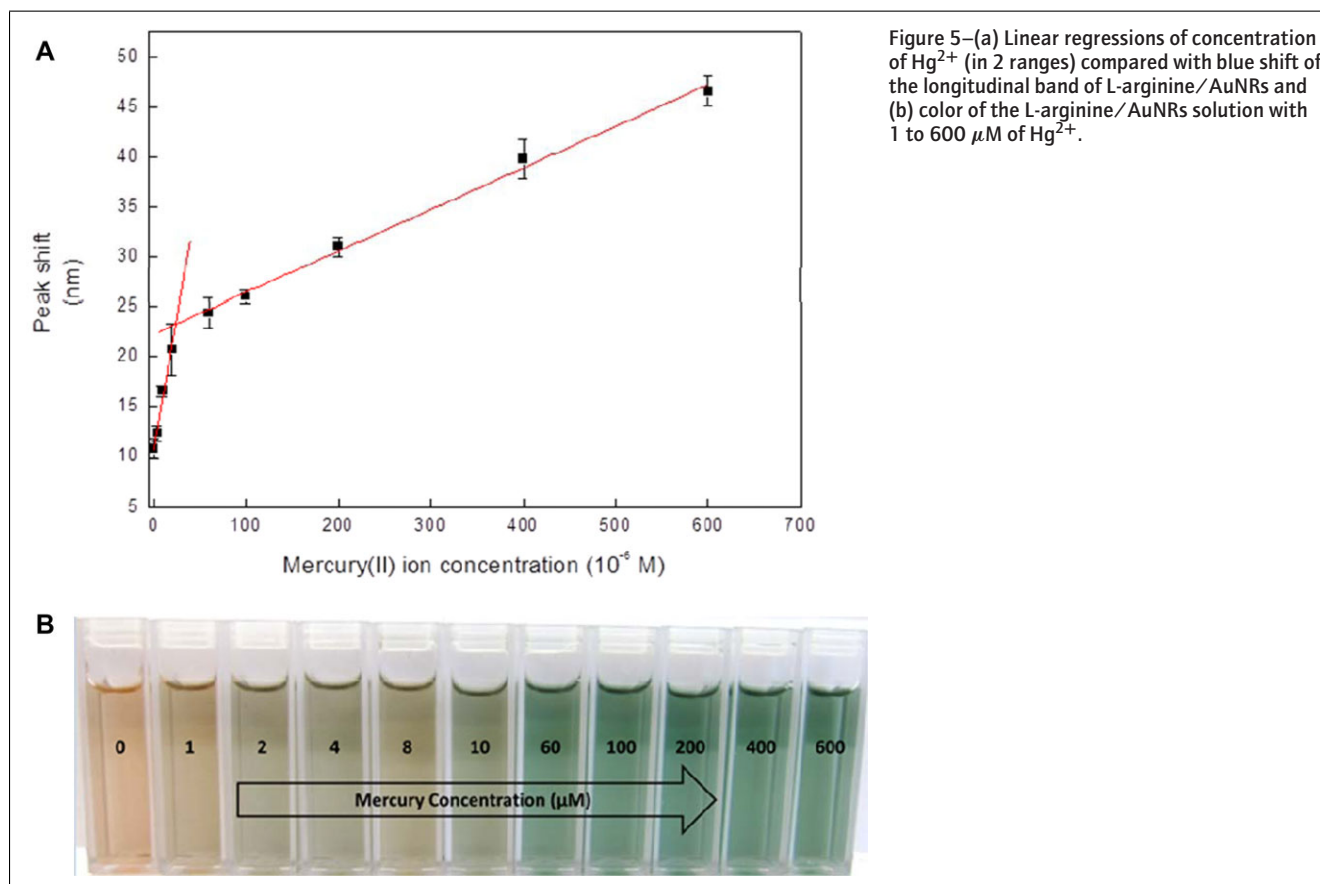 A
50
45
40
35
30
25
20
15
10
5
Peak shift
(nm)
0 100 200 300 400 500 600 700
Mercury(II) ion concentration (10⁻⁶ M)
Figure 5–(a) Linear regressions of concentration
of Hg²⁺ (in 2 ranges) compared with blue shift of
the longitudinal band of L-arginine/AuNRs and
(b) color of the L-arginine/AuNRs solution with
1 to 600 μM of Hg²⁺.
B
0 1 2 4 8 10 60 100 200 400 600
Mercury Concentration (μM)